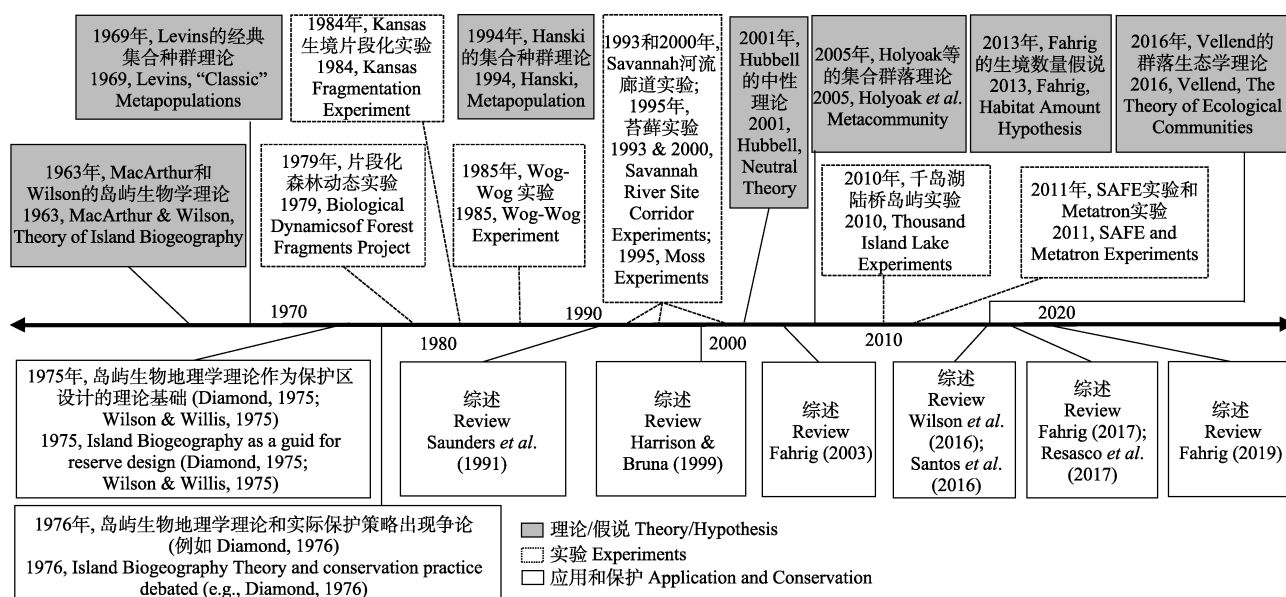 1969年, Levins的经典
集合种群理论
1969, Levins, “Classic”
Metapopulations
1984年, Kansas
生境片段化实验
1984, Kansas
Fragmentation
Experiment
1994年, Hanski
的集合种群理论
1994, Hanski,
Metapopulation
1993和2000年,
Savannah河流
廊道实验;
1995年,
苔藓实验
1993 & 2000,
Savannah
River Site
Corridor
Experiments;
1995, Moss
Experiments
2001年,
Hubbell
的中性
理论
2001,
Hubbell,
Neutral
Theory
2005年, Holyoak等
的集合群落理论
2005, Holyoak et al.
Metacommunity
2013年, Fahrig
的生境数量假说
2013, Fahrig,
Habitat Amount
Hypothesis
2016年, Vellend的
群落生态学理论
2016, Vellend, The
Theory of Ecological
Communities
1963年, MacArthur和
Wilson的岛屿生物学理论
1963, MacArthur & Wilson,
Theory of Island Biogeography
1979年, 片段化
森林动态实验
1979, Biological
Dynamicsof Forest
Fragments Project
1985年, Wog-
Wog 实验
1985, Wog-Wog
Experiment
2010年, 千岛湖
陆桥岛屿实验
2010, Thousand
Island Lake
Experiments
2011年, SAFE实验和
Metatron实验
2011, SAFE and
Metatron Experiments
1970
1990
2020
1980
2000
2010
1975年, 岛屿生物地理学理论作为保护区
设计的理论基础 (Diamond, 1975;
Wilson & Willis, 1975)
1975, Island Biogeography as a guid for
reserve design (Diamond, 1975;
Wilson & Willis, 1975)
综述
Review
Saunders et al.
(1991)
综述
Review
Harrison &
Bruna (1999)
综述
Review
Fahrig (2003)
综述
Review
Wilson et al.
(2016);
Santos et al.
(2016)
综述
Review
Fahrig (2017);
Resasco et al.
(2017)
综述
Review
Fahrig (2019)
1976年, 岛屿生物地理学理论和实际保护策略出现争论
(例如 Diamond, 1976)
1976, Island Biogeography Theory and conservation practice
debated (e.g., Diamond, 1976)
理论/假说 Theory/Hypothesis
实验 Experiments
应用和保护 Application and Conservation